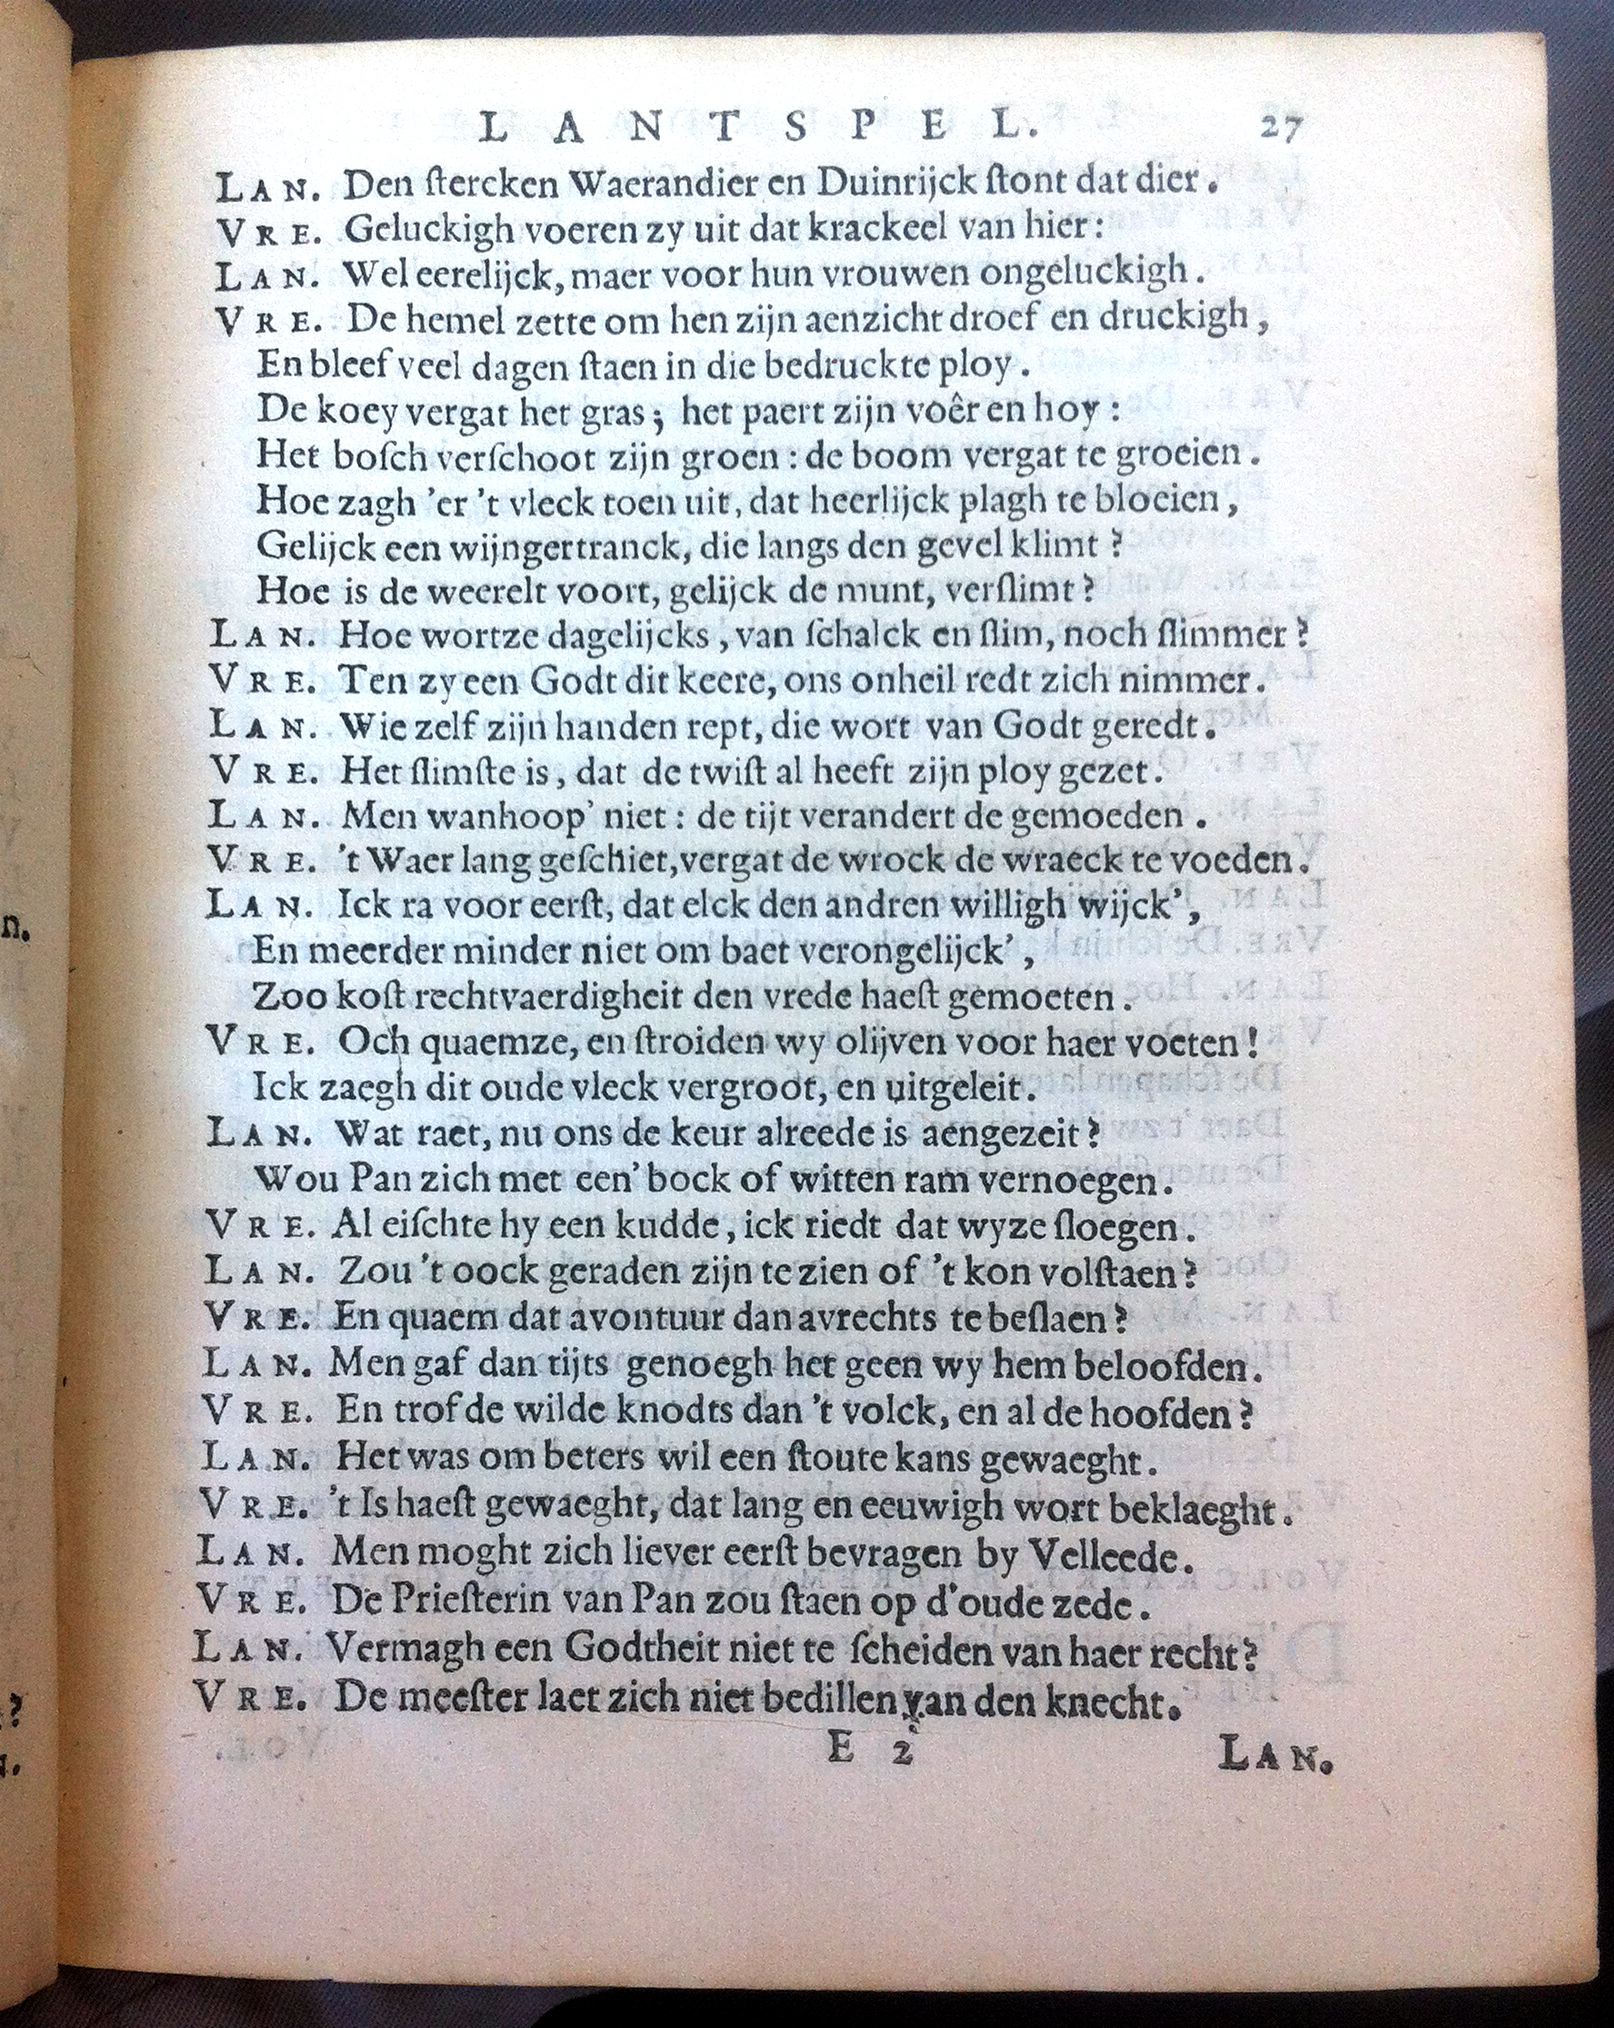 LANTSPEL. 27
LAN. Den ſtercken Waerandier en Duinrijck ſtont dat dier.
VRE. Geluckigh voeren zy uit dat krackeel van hier:
LAN. Wel eerelijck, maer voor hun vrouwen ongeluckigh.
VRE. De hemel zette om hen zijn aenzicht droef en druckigh,
En bleef veel dagen ſtaen in die bedruckte ploy.
De koey vergat het gras; het paert zijn voêr en hoy:
Het boſch verſchoot zijn groen: de boom vergat te groeien.
Hoe zagh 'er 't vleck toen uit, dat heerlijck plagh te bloeien,
Gelijck een wijngertranck, die langs den gevel klimt?
Hoe is de weerelt voort, gelijck de munt, verſlimt?
LAN. Hoe wortze dagelijcks, van ſchalck en ſlim, noch ſlimmer?
VRE. Ten zy een Godt dit keere, ons onheil redt zich nimmer.
LAN. Wie zelf zijn handen rept, die wort van Godt geredt.
VRE. Het ſlimſte is, dat de twiſt al heeft zijn ploy gezet.
LAN. Men wanhoop' niet: de tijt verandert de gemoeden.
VRE. 't Waer lang geſchiet, vergat de wrock de wraeck te voeden.
LAN. Ick ra voor eerſt, dat elck den andren willigh wijck',
En meerder minder niet om baet verongelijck',
Zoo koſt rechtvaerdigheit den vrede haeſt gemoeten.
VRE. Och quaemze, en ſtroiden wy olijven voor haer voeten!
Ick zaegh dit oude vleck vergroot, en uitgeleit.
LAN. Wat raet, nu ons de keur alreede is aengezeit?
Wou Pan zich met een' bock of witten ram vernoegen.
VRE. Al eiſchte hy een kudde, ick riedt dat wyze ſloegen.
LAN. Zou 't oock geraden zijn te zien of 't kon volſtaen?
VRE. En quaem dat avontuur dan avrechts te beſlaen?
LAN. Men gaf dan tijts genoegh het geen wy hem beloofden.
VRE. En trof de wilde knodts dan 't volck, en al de hoofden?
LAN. Het was om beters wil een ſtoute kans gewaeght.
VRE. 't Is haeſt gewaeght, dat lang en eeuwigh wort beklaeght.
LAN. Men moght zich liever eerſt bevragen by Velleede.
VRE. De Prieſterin van Pan zou ſtaen op d'oude zede.
LAN. Vermagh een Godtheit niet te ſcheiden van haer recht?
VRE. De meeſter laet zich niet bedillen van den knecht.
E 2 LAN.